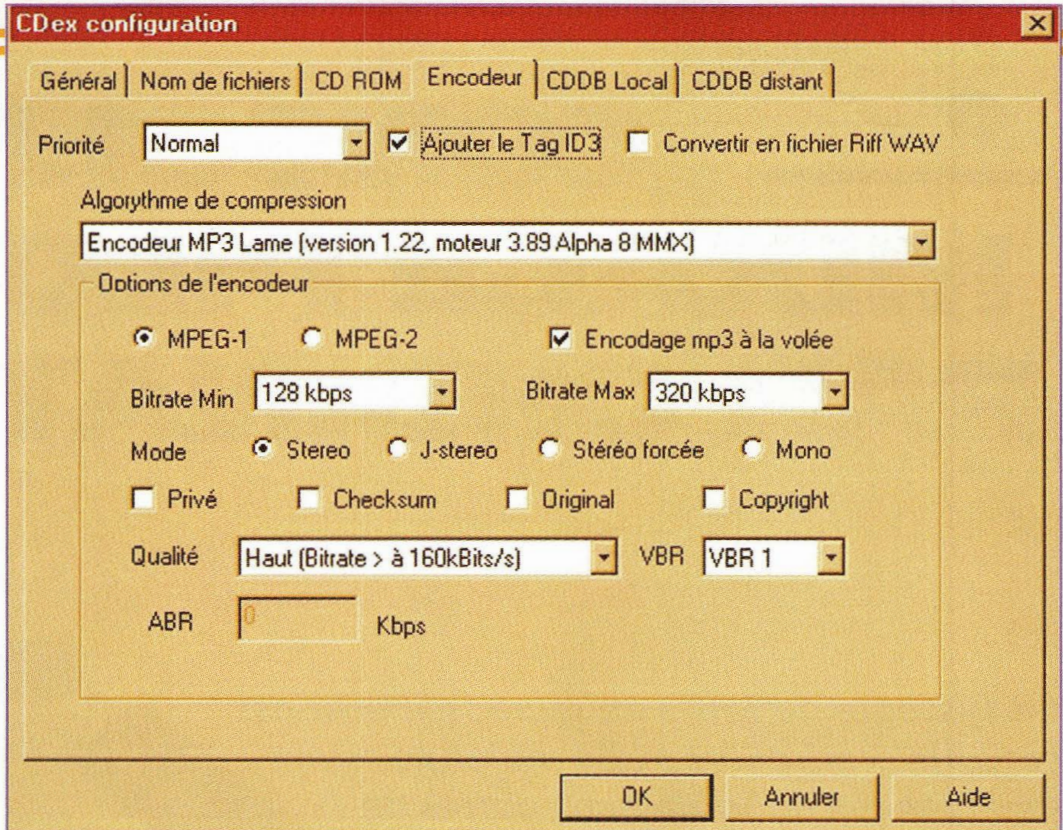 CDex configuration
Général Nom de fichiers CD ROM Encodeur CDDB Local CDDB distant
Priorité Normal Ajouter le Tag ID3 Convertir en fichier Riff WAV
Algorythme de compression
Encodeur MP3 Lame (version 1.22, moteur 3.89 Alpha 8 MMX)
Options de l'encodeur
MPEG-1 MPEG-2 Encodage mp3 à la volée
Bitrate Min 128 kbps Bitrate Max 320 kbps
Mode Stereo J-stereo Stéréo forcée Mono
Privé Checksum Original Copyright
Qualité Haut (Bitrate > à 160kBits/s) VBR VBR 1
ABR 0 Kbps
OK Annuler Aide